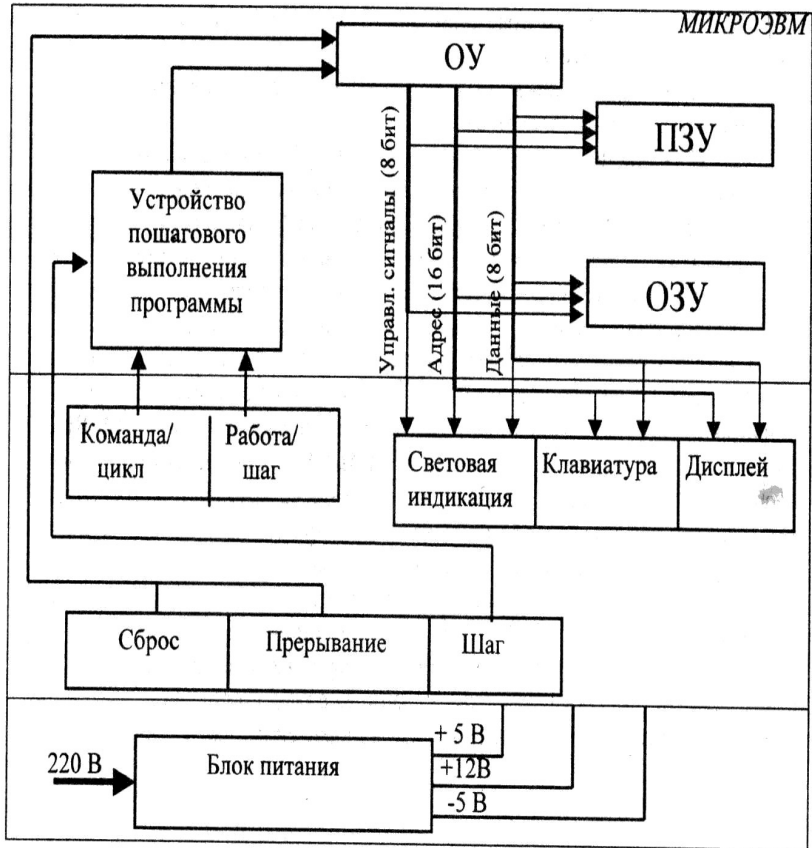 МИКРОЭВМ
ОУ
ПЗУ
Устройство
пошагового
выполнения
программы
Управл. сигналы (8 бит)
Адрес (16 бит)
Данные (8 бит)
ОЗУ
Команда/
цикл
Работа/
шаг
Световая
индикация
Клавиатура
Дисплей
Сброс
Прерывание
Шаг
220 В
Блок питания
+ 5 В
+12В
-5 В